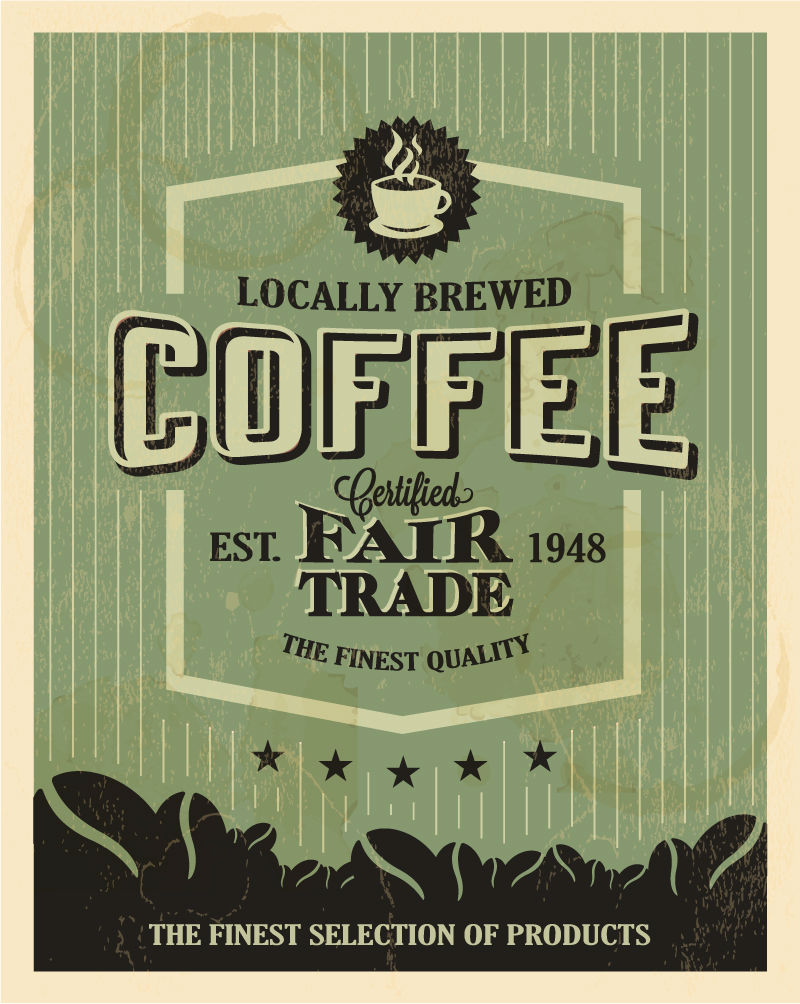 LOCALLY BREWED
COFFEE
Certified
FAIR
EST. 1948
TRADE
THE FINEST QUALITY
THE FINEST SELECTION OF PRODUCTS